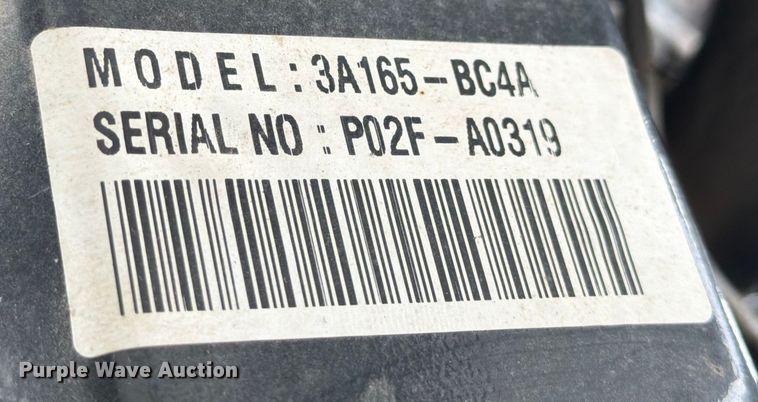 MODEL: 3A165-BC4A
SERIAL NO : P02F-A0319
Purple Wave Auction